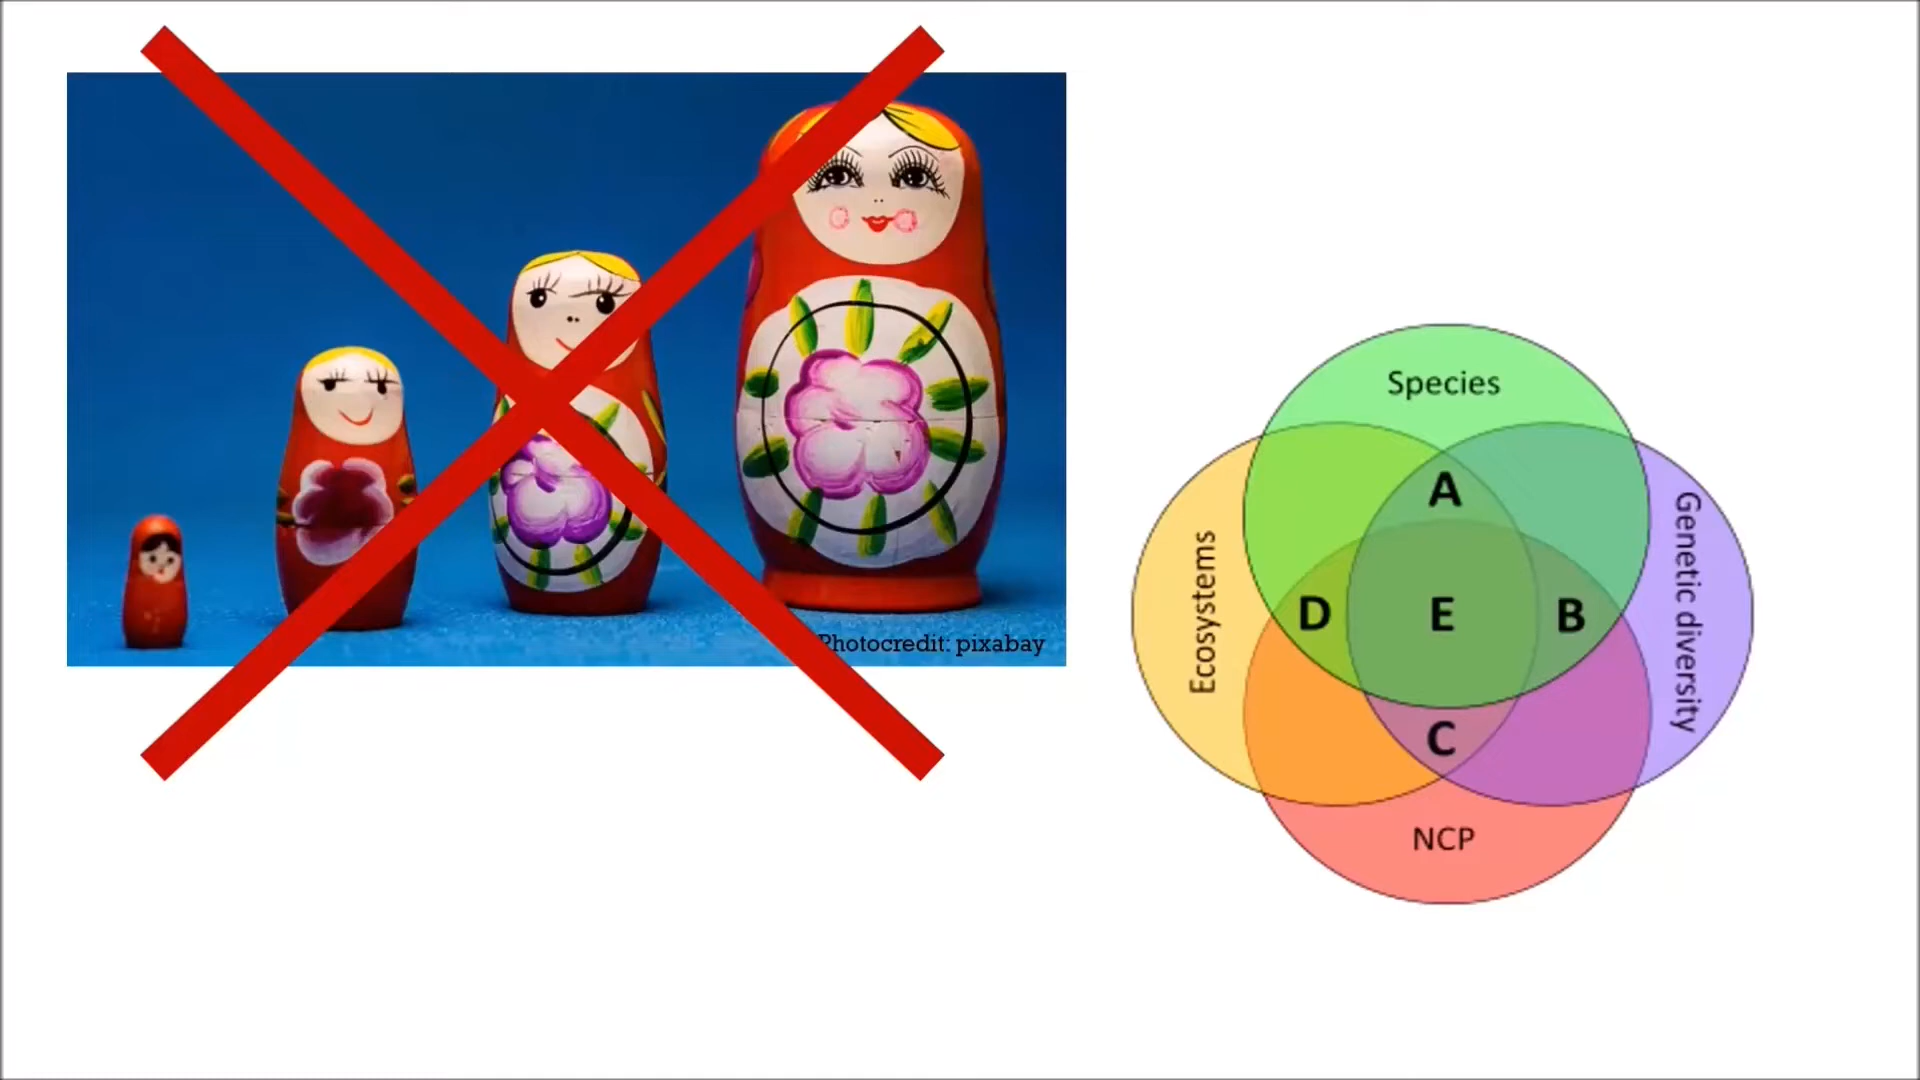 Photocredit: pixabay
Species
Ecosystems
Genetic diversity
A
D
E
B
C
NCP